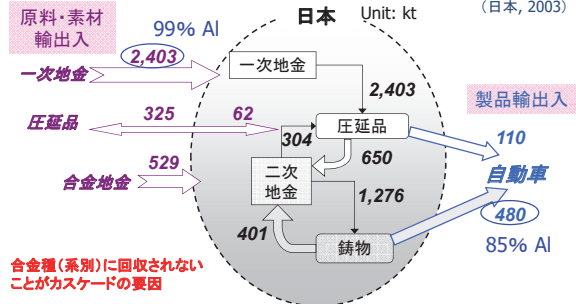 原料・素材
輸出入
99% Al
日本
Unit: kt
(日本, 2003)
2,403
一次地金
一次地金
2,403
製品輸出入
圧延品
325
62
304
圧延品
110
650
自動車
合金地金
529
二次
地金
1,276
480
401
鋳物
85% Al
合金種(系別)に回収されない
ことがカスケードの要因